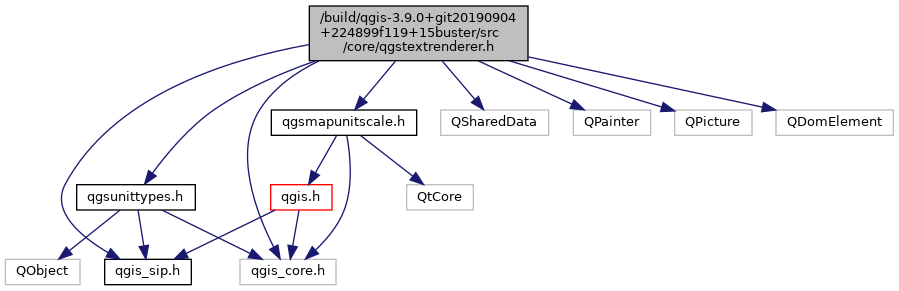 /build/qgis-3.9.0+git20190904
+224899f119+15buster/src
/core/qgstextrenderer.h
qgsmapunitscale.h
QSharedData
QPainter
QPicture
QDomElement
qgsunittypes.h
qgis.h
QtCore
QObject
qgis_sip.h
qgis_core.h